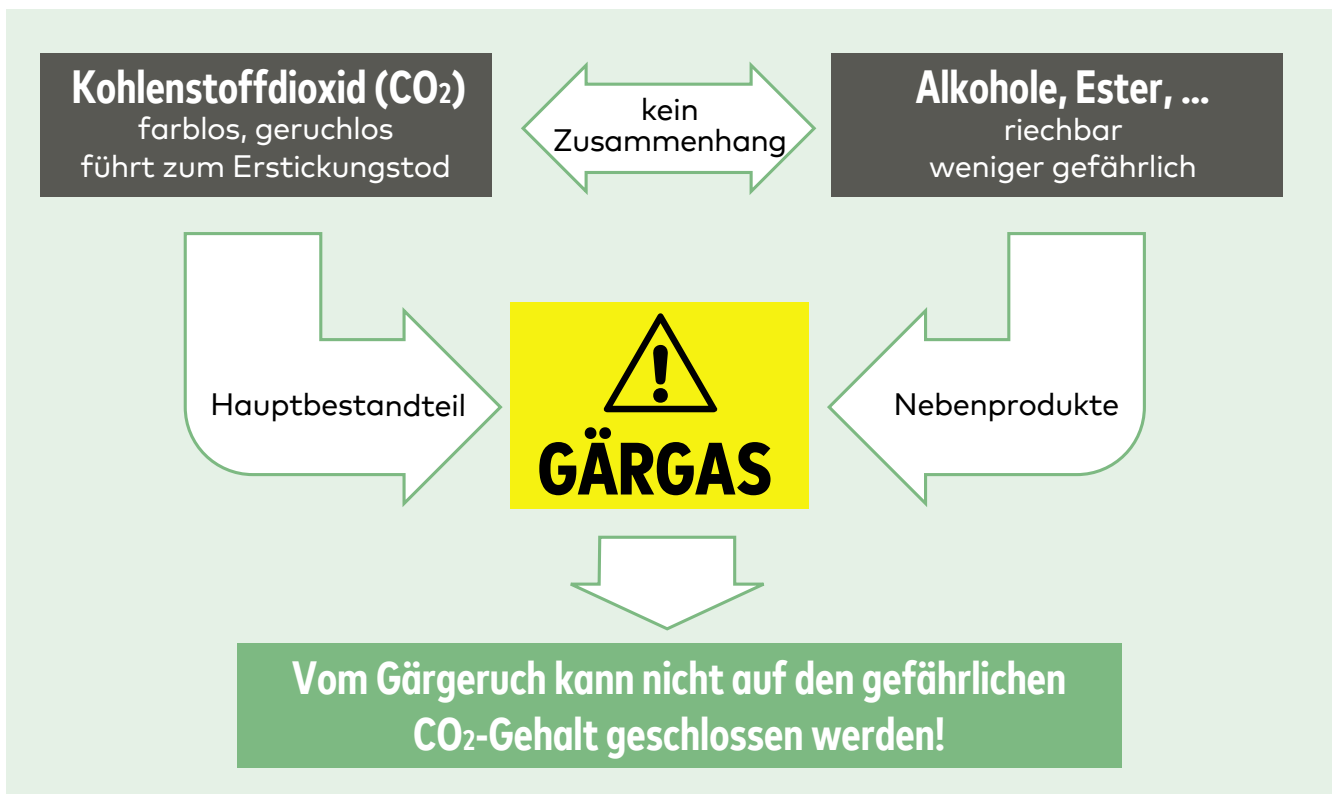 Kohlenstoffdioxid (CO₂)
farblos, geruchlos
führt zum Erstickungstod
kein
Zusammenhang
Alkohole, Ester, ...
riechbar
weniger gefährlich
Hauptbestandteil
GÄRGAS
Nebenprodukte
Vom Gärgeruch kann nicht auf den gefährlichen
CO₂-Gehalt geschlossen werden!